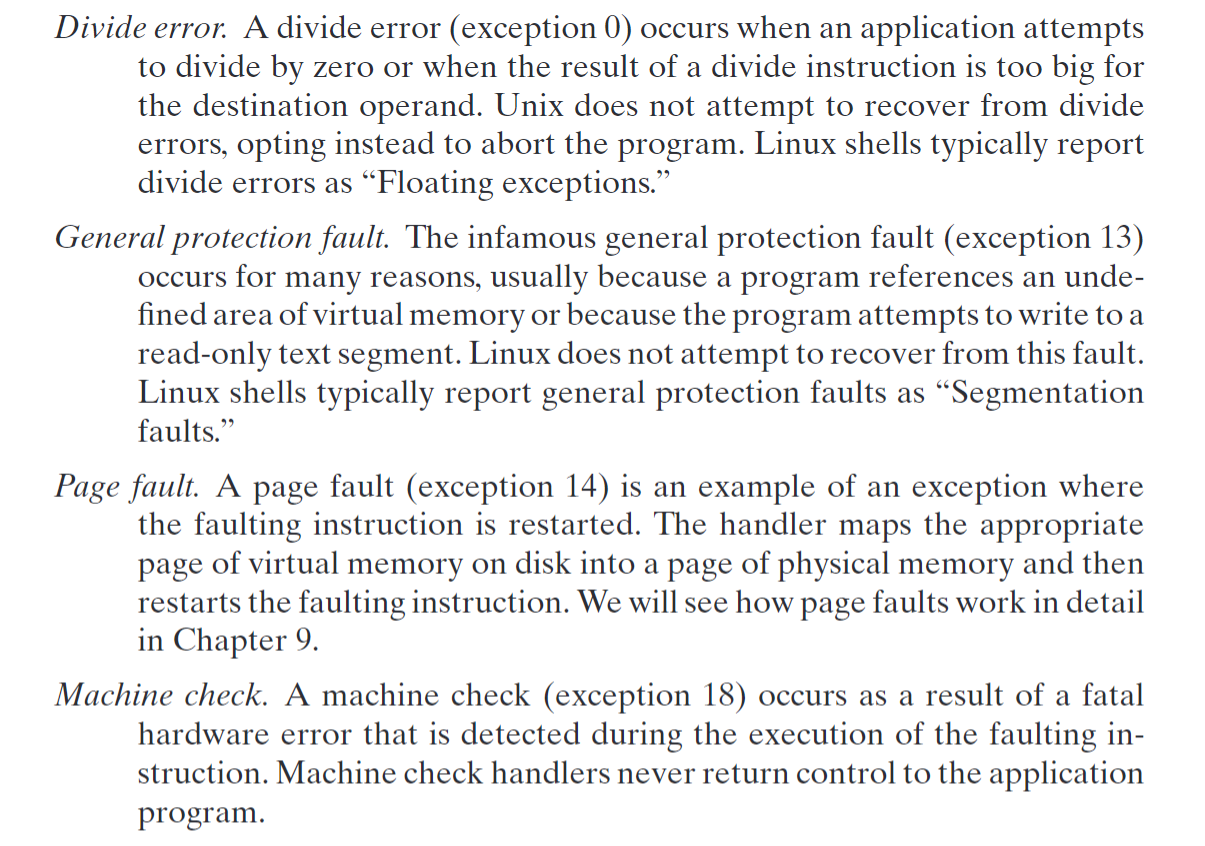 Divide error. A divide error (exception 0) occurs when an application attempts
to divide by zero or when the result of a divide instruction is too big for
the destination operand. Unix does not attempt to recover from divide
errors, opting instead to abort the program. Linux shells typically report
divide errors as “Floating exceptions.”
General protection fault. The infamous general protection fault (exception 13)
occurs for many reasons, usually because a program references an unde-
fined area of virtual memory or because the program attempts to write to a
read-only text segment. Linux does not attempt to recover from this fault.
Linux shells typically report general protection faults as “Segmentation
faults.”
Page fault. A page fault (exception 14) is an example of an exception where
the faulting instruction is restarted. The handler maps the appropriate
page of virtual memory on disk into a page of physical memory and then
restarts the faulting instruction. We will see how page faults work in detail
in Chapter 9.
Machine check. A machine check (exception 18) occurs as a result of a fatal
hardware error that is detected during the execution of the faulting in-
struction. Machine check handlers never return control to the application
program.